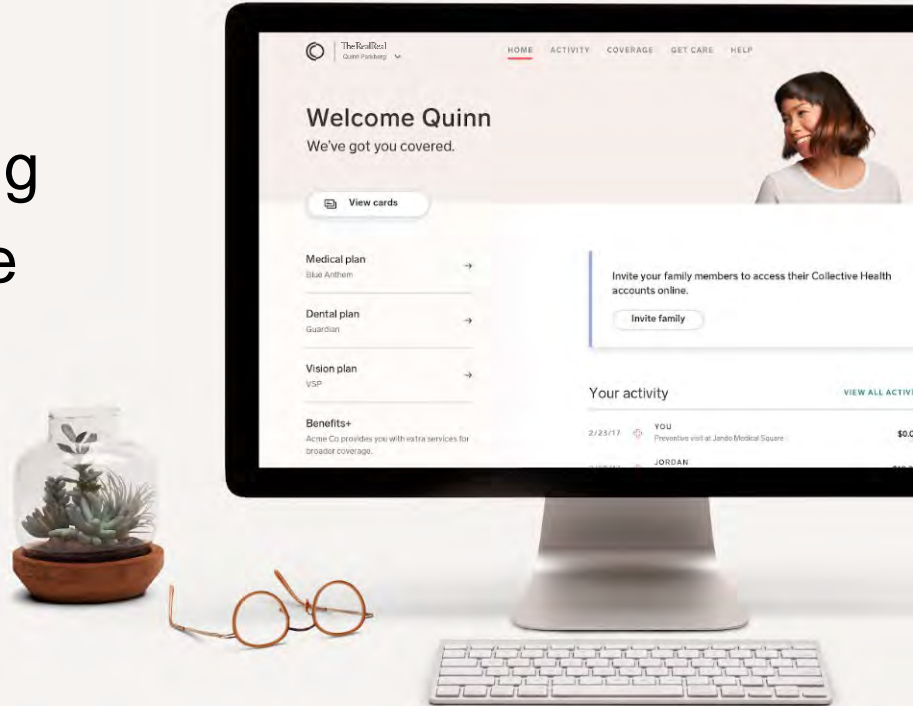 g
e
TheRealReal
Quinn
HOME ACTIVITY COVERAGE GET CARE HELP
Welcome Quinn
We've got you covered.
View cards
Medical plan
Blue Anthem
Dental plan
Guardian
Vision plan
VSP
Benefits+
Acme Co provides you with extra services for
broader coverage.
Invite your family members to access their Collective Health
accounts online.
Invite family
Your activity
VIEW ALL ACTIV
2/23/17 YOU $0.0
Preventive visit at Jando Medical Square
JORDAN